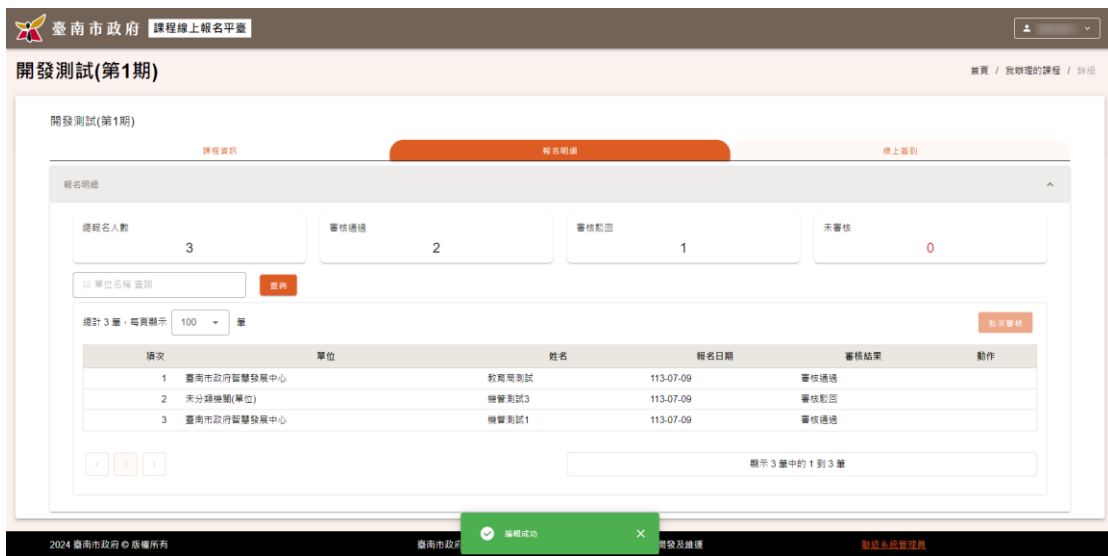 臺南市政府 課程線上報名平臺
開發測試(第1期)
首頁 / 我辦理的課程 / 詳細
開發測試(第1期)
課程資訊 報名明細 線上簽到
報名明細
總報名人數 審核通過 審核駁回 未審核
3 2 1 0
以 單位名稱 查詢 查詢
總計 3 筆，每頁顯示 100 筆 批次審核
項次 單位 姓名 報名日期 審核結果 動作
1 臺南市政府智慧發展中心 教育局測試 113-07-09 審核通過
2 未分類機關(單位) 機管測試3 113-07-09 審核駁回
3 臺南市政府智慧發展中心 機管測試1 113-07-09 審核通過
1 顯示 3 筆中的 1 到 3 筆
編輯成功
2024 臺南市政府 © 版權所有 臺南市政府 開發及維運 聯絡系統管理員